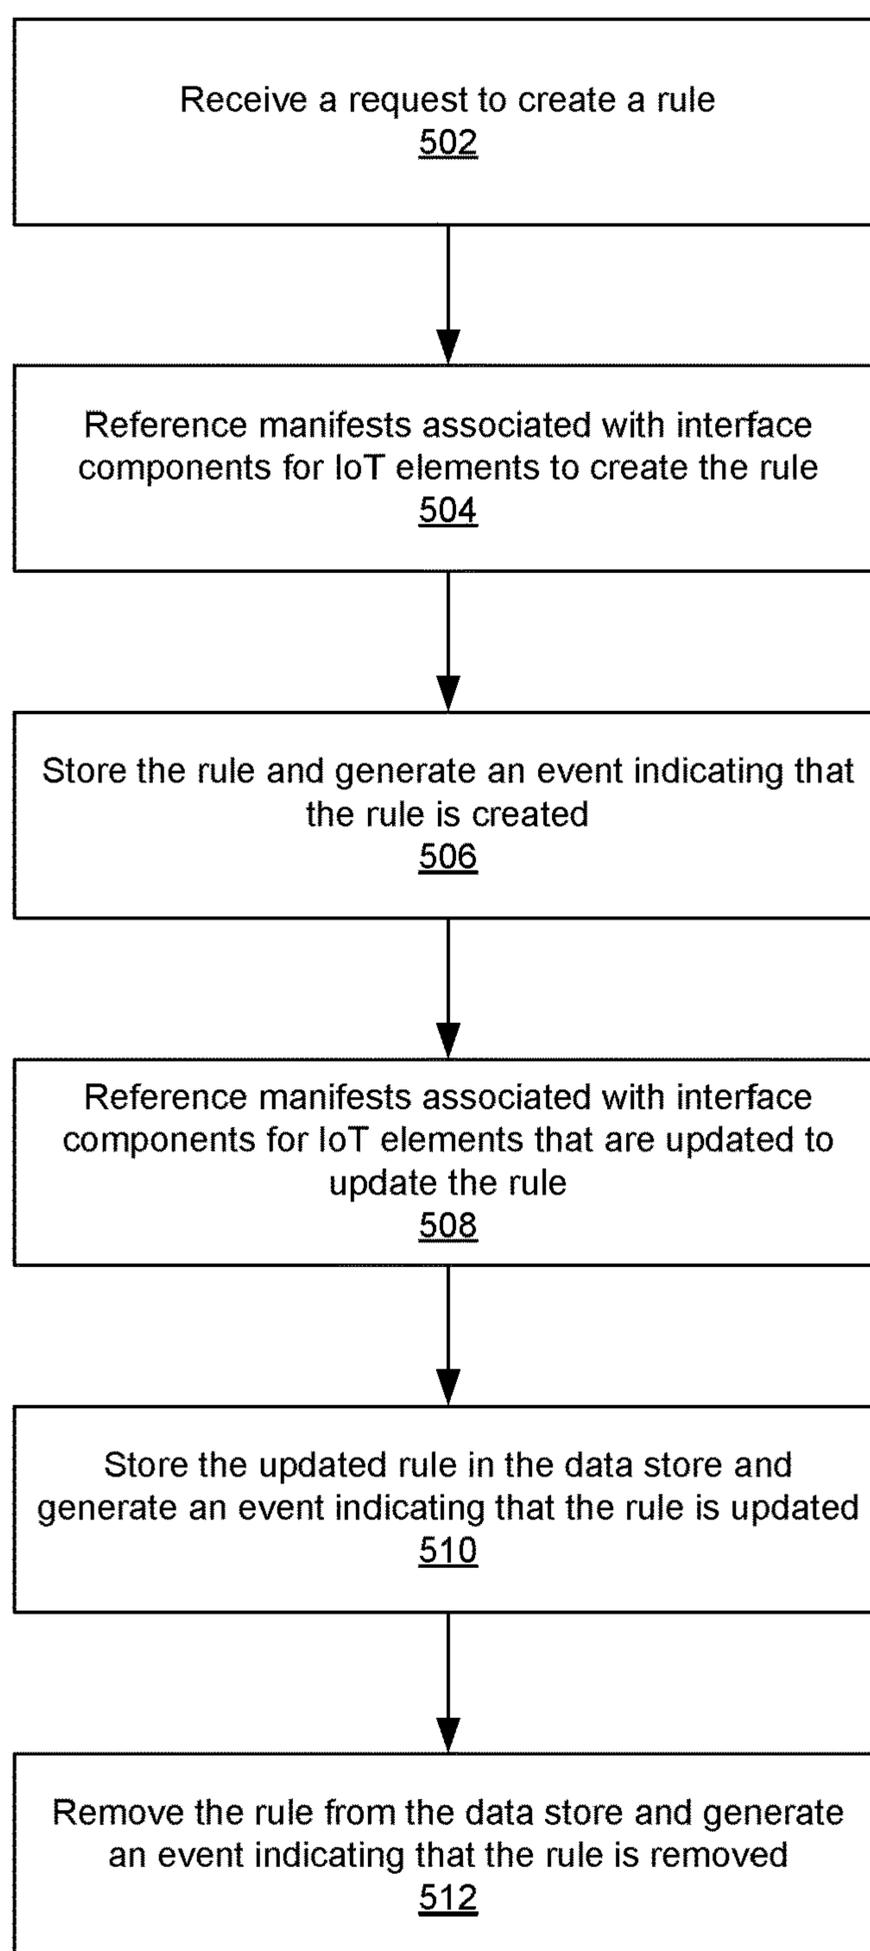 Receive a request to create a rule
502
Reference manifests associated with interface
components for IoT elements to create the rule
504
Store the rule and generate an event indicating that
the rule is created
506
Reference manifests associated with interface
components for IoT elements that are updated to
update the rule
508
Store the updated rule in the data store and
generate an event indicating that the rule is updated
510
Remove the rule from the data store and generate
an event indicating that the rule is removed
512